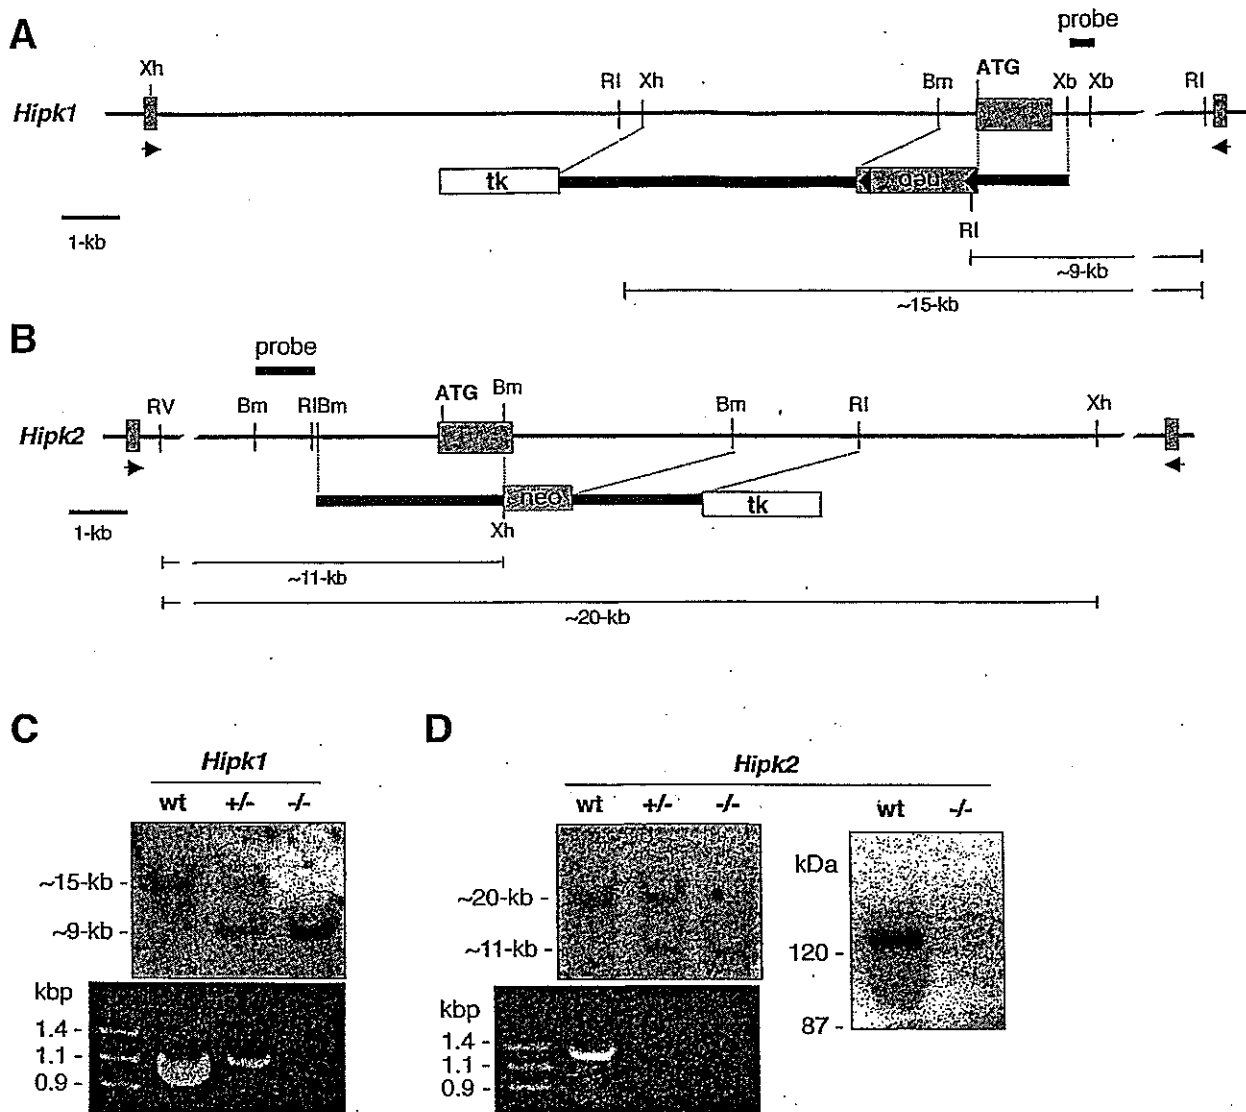 A
probe
Xh
RI
Xh
Bm
ATG
Xb
Xb
RI
Hipk1
tk
neo
RI
1-kb
~9-kb
~15-kb
B
probe
RV
Bm
RIBm
ATG
Bm
Bm
RI
Xh
Hipk2
neo
tk
Xh
1-kb
~11-kb
~20-kb
C
Hipk1
wt +/- -/-
~15-kb -
~9-kb -
kbp
1.4 -
1.1 -
0.9 -
D
Hipk2
wt +/- -/-
~20-kb -
~11-kb -
kbp
1.4 -
1.1 -
0.9 -
wt -/-
kDa
120 -
87 -